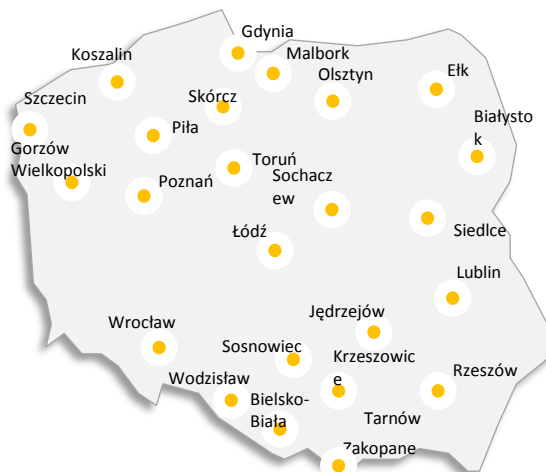 Gdynia
Koszalin
Malbork
Olsztyn
Ełk
Szczecin
Skórcz
Białysto
k
Piła
Gorzów
Wielkopolski
Toruń
Poznań
Sochacz
ew
Łódź
Siedlce
Lublin
Jędrzejów
Wrocław
Sosnowiec
Krzeszowic
e
Rzeszów
Wodzisław
Bielsko-
Biała
Tarnów
Zakopane